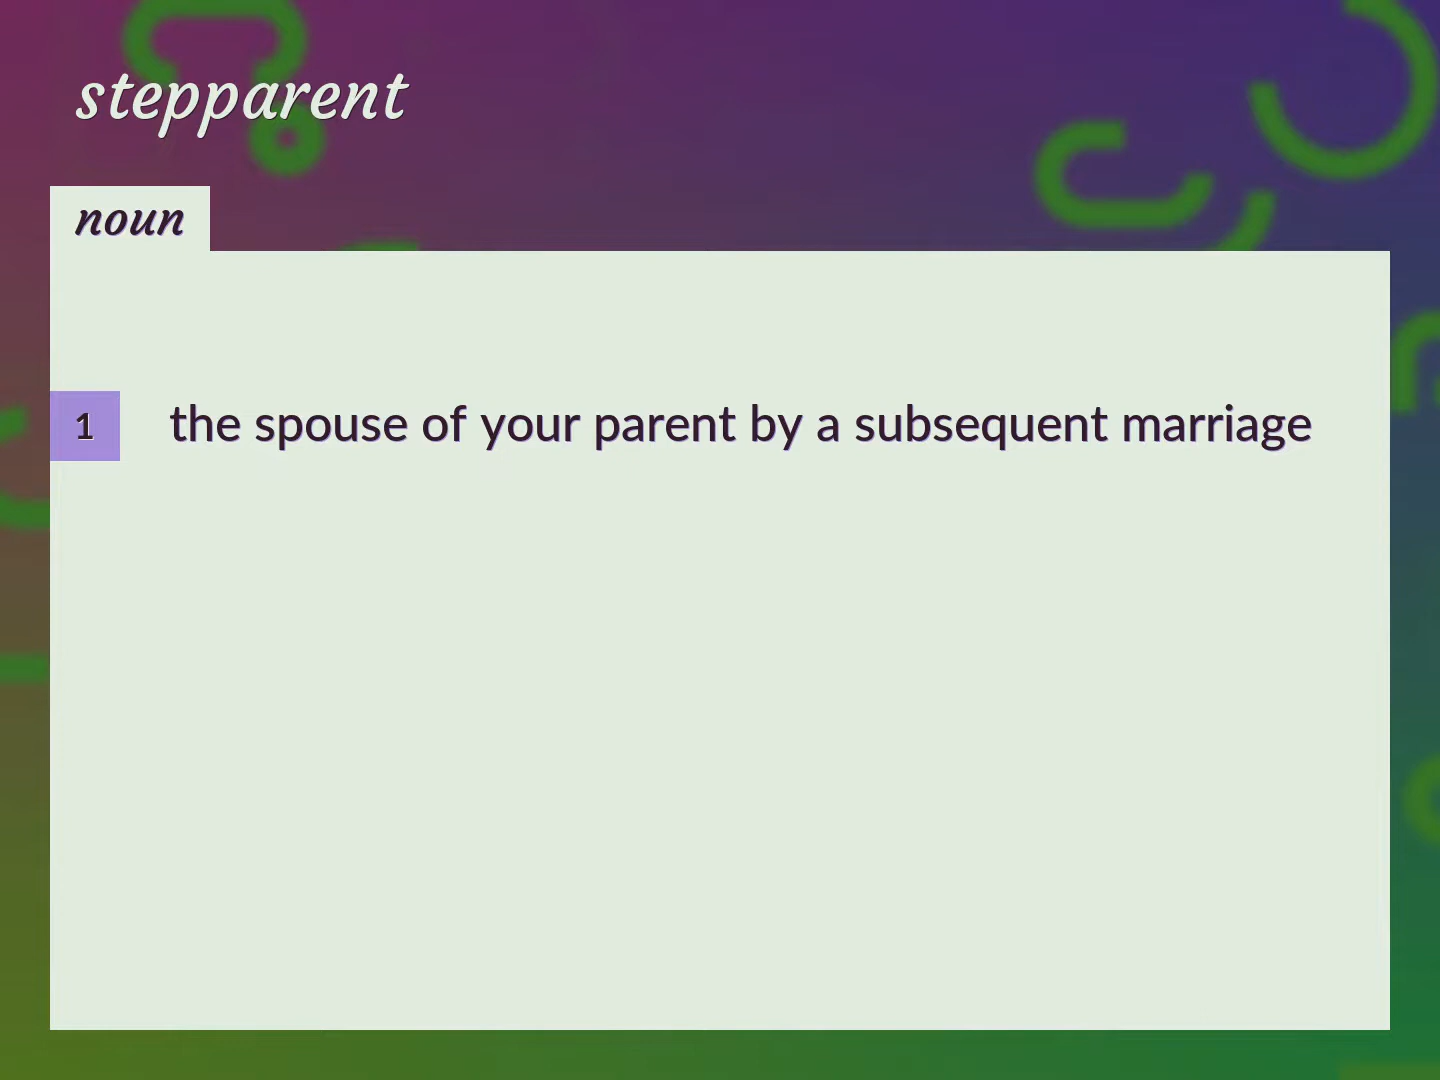 stepparent
noun
1 the spouse of your parent by a subsequent marriage